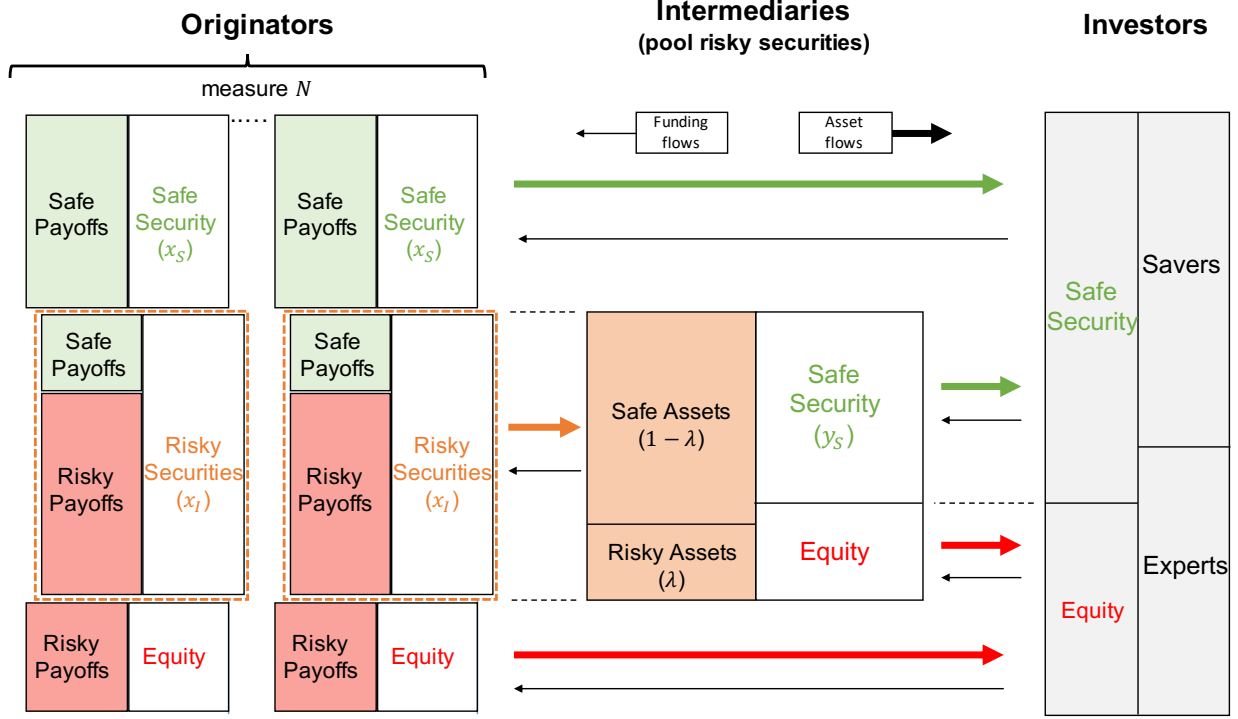 Originators
Intermediaries
(pool risky securities)
Investors
measure N
Safe
Payoffs
Safe
Security
(x_S)
.....
Safe
Payoffs
Safe
Security
(x_S)
Funding
flows
Asset
flows
Safe
Payoffs
Risky
Payoffs
Risky
Securities
(x_I)
Safe
Payoffs
Risky
Payoffs
Risky
Securities
(x_I)
Safe Assets
(1 − λ)
Safe
Security
(y_S)
Risky Assets
(λ)
Equity
Risky
Payoffs
Equity
Risky
Payoffs
Equity
Safe
Security
Savers
Equity
Experts